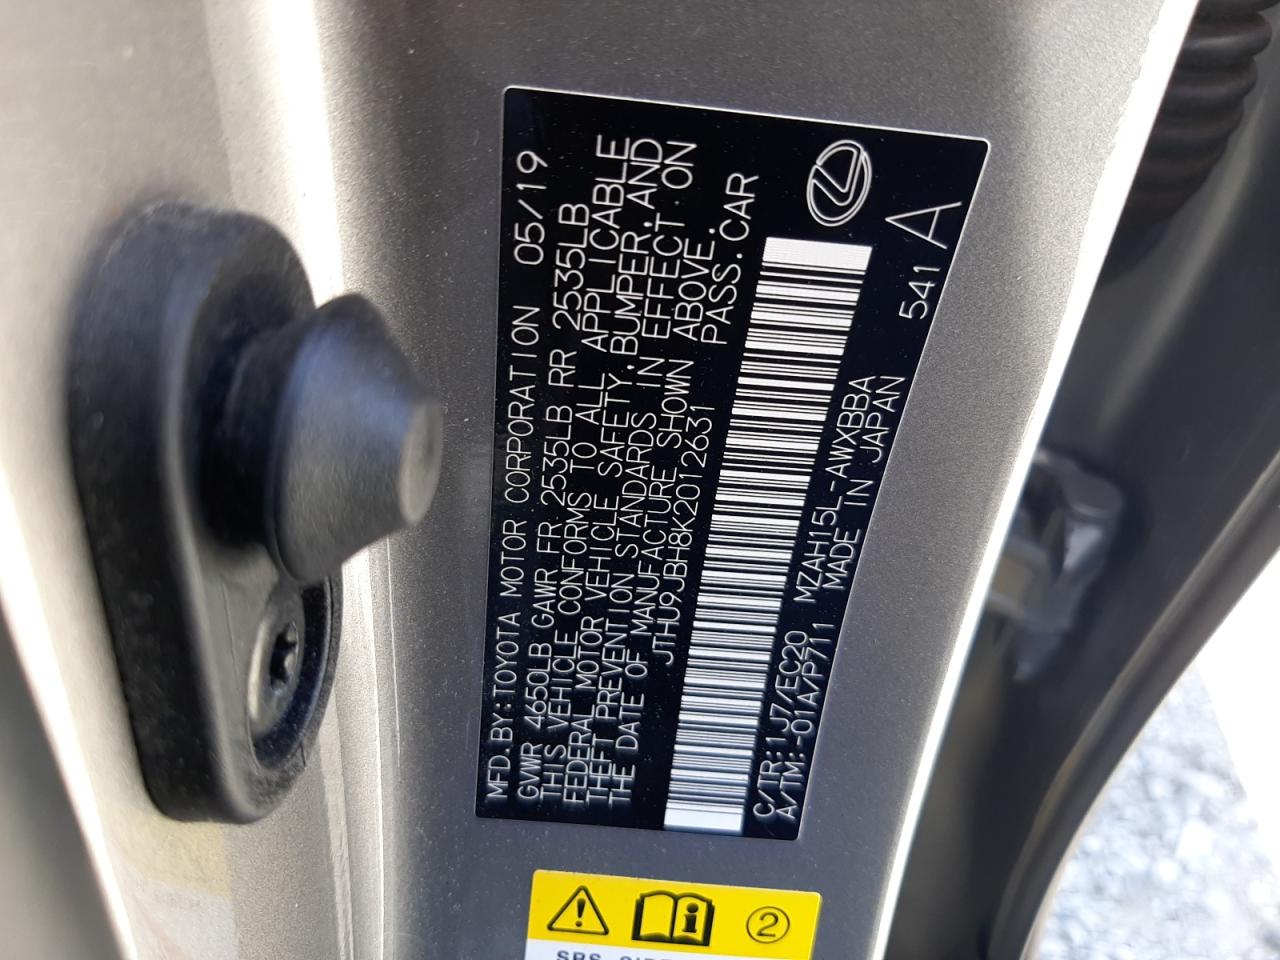 MFD.BY:TOYOTA MOTOR CORPORATION 05/19
GVWR 4650LB GAWR FR 2535LB RR 2535LB
THIS VEHICLE CONFORMS TO ALL APPLICABLE
FEDERAL MOTOR VEHICLE SAFETY, BUMPER, AND
THEFT PREVENTION STANDARDS IN EFFECT ON
THE DATE OF MANUFACTURE SHOWN ABOVE.
JTHU9JBH8K2012631 PASS.CAR
C/TR:1J7/EC20 MZAH15L-AWXBBA
A/TM:-01A/P711 MADE IN JAPAN
541 A
2
SRS